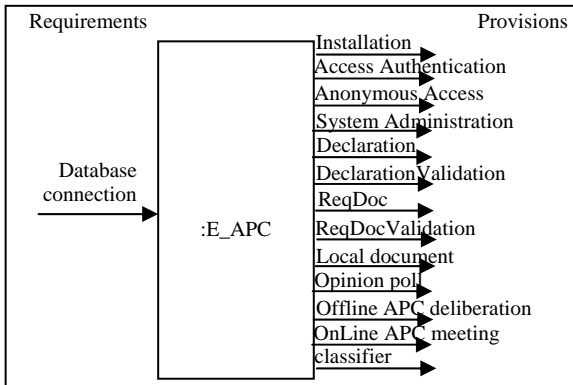 Requirements
Provisions
Installation
Access Authentication
Anonymous Access
System Administration
Declaration
DeclarationValidation
Database
connection
ReqDoc
:E_APC
ReqDocValidation
Local document
Opinion poll
Offline APC deliberation
OnLine APC meeting
classifier